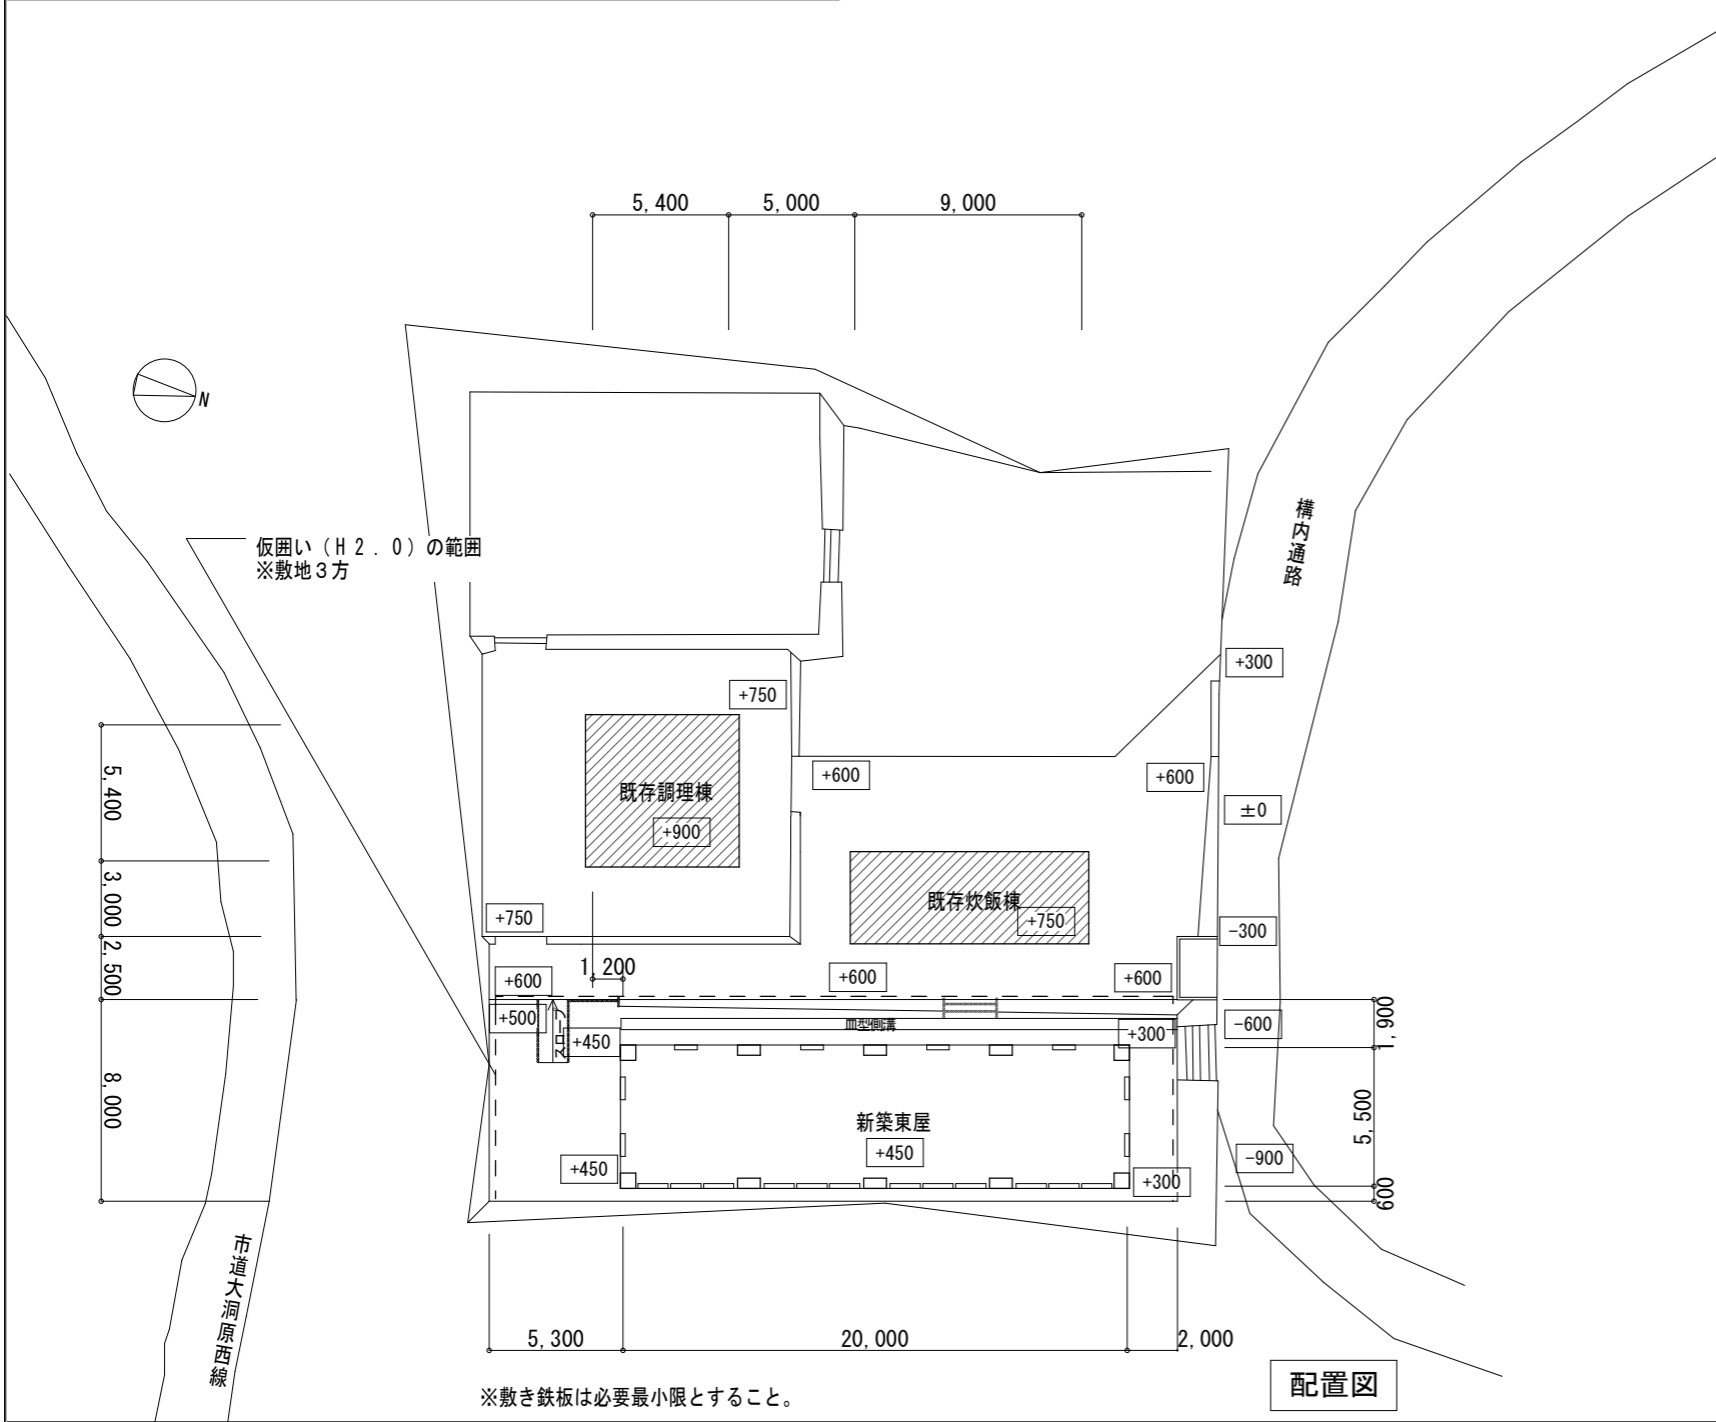 5,400
5,000
9,000
N
仮囲い（Ｈ２．０）の範囲
※敷地３方
構内通路
+300
+750
+600
+600
±0
既存調理棟
+900
5,400
3,000
2,500
8,000
既存炊飯棟
+750
+750
-300
1,200
+600
+600
+600
+500
スロープ
+450
皿型側溝
+300
-600
1,900
新築東屋
+450
+450
+300
-900
5,500
600
市道大洞原西線
5,300
20,000
2,000
※敷き鉄板は必要最小限とすること。
配置図